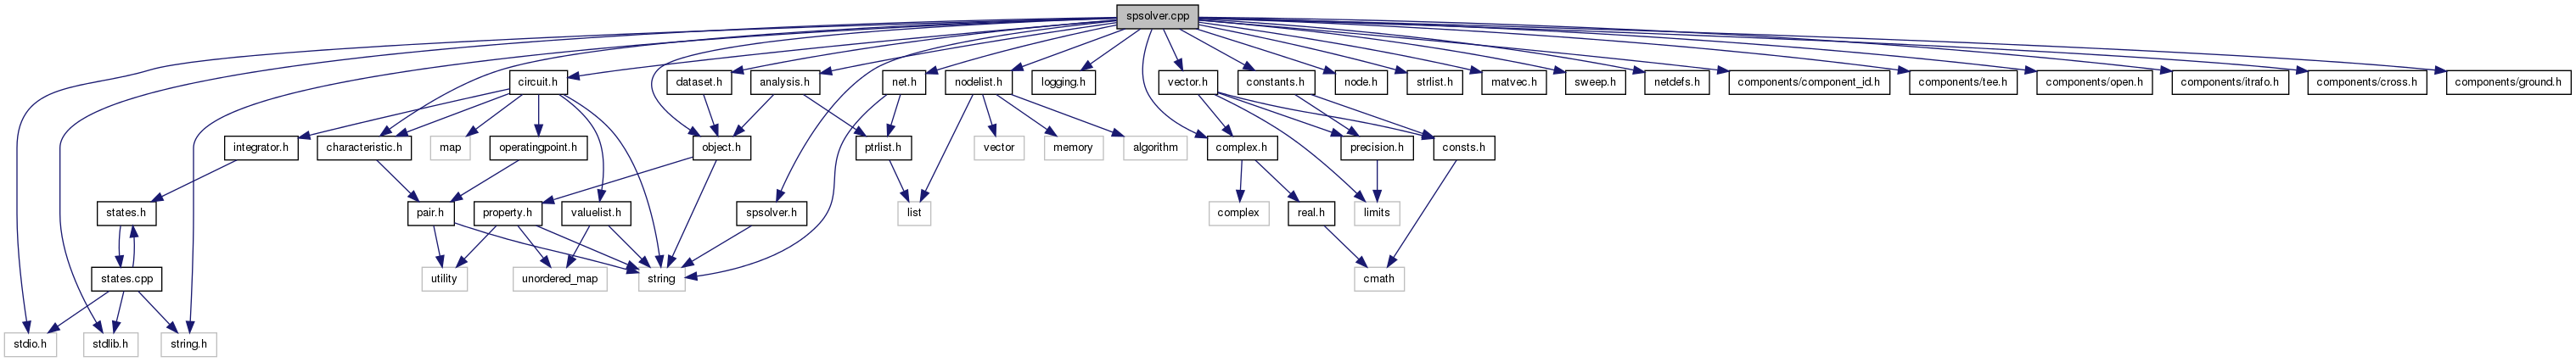 spsolver.cpp
circuit.h
dataset.h
analysis.h
net.h
nodelist.h
logging.h
vector.h
constants.h
node.h
strlist.h
matvec.h
sweep.h
netdefs.h
components/component_id.h
components/tee.h
components/open.h
components/itrafo.h
components/cross.h
components/ground.h
integrator.h
characteristic.h
map
operatingpoint.h
object.h
ptrlist.h
vector
memory
algorithm
complex.h
precision.h
consts.h
states.h
pair.h
property.h
valuelist.h
spsolver.h
list
complex
real.h
limits
states.cpp
utility
unordered_map
string
cmath
stdio.h
stdlib.h
string.h